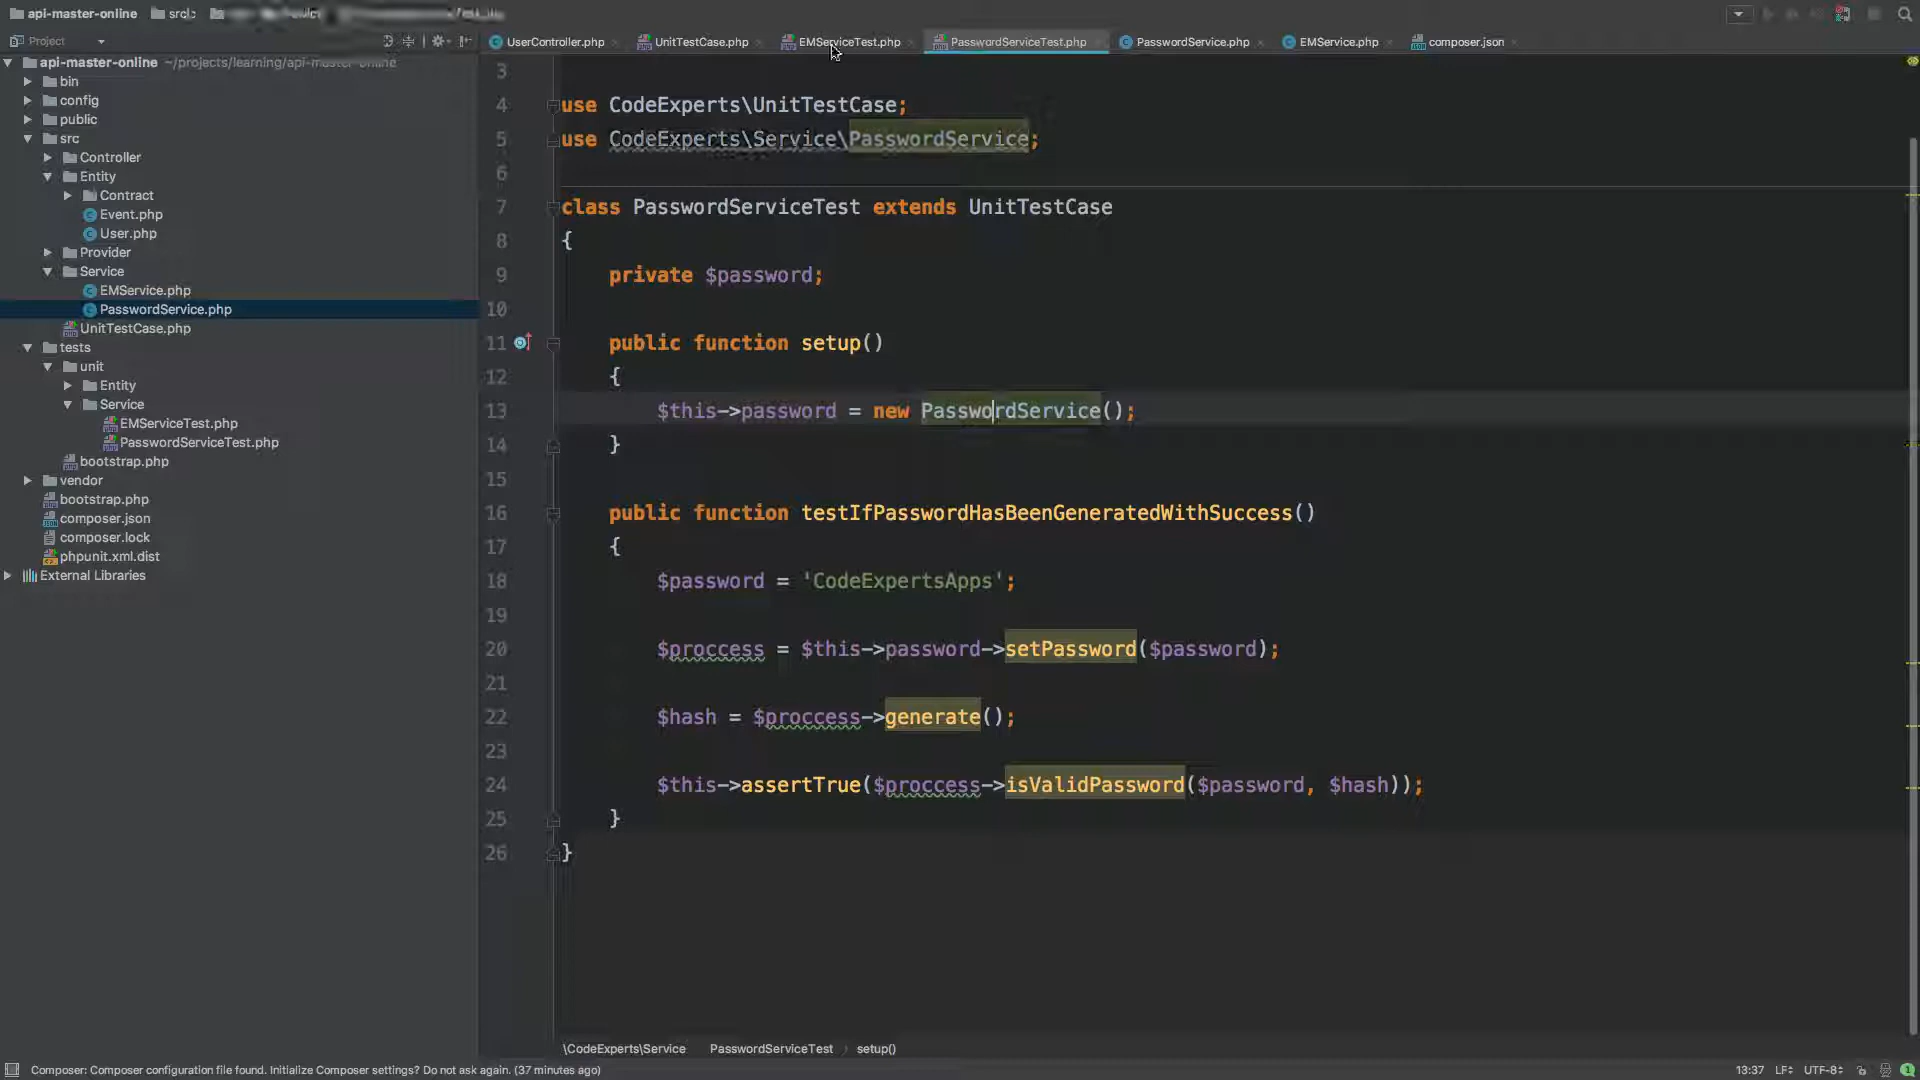 api-master-online src
Project
UserController.php UnitTestCase.php EMServiceTest.php PasswordServiceTest.php PasswordService.php EMService.php composer.json
api-master-online ~/projects/learning/api-master-online
bin
config
public
src
Controller
Entity
Contract
Event.php
User.php
Provider
Service
EMService.php
PasswordService.php
UnitTestCase.php
tests
unit
Entity
Service
EMServiceTest.php
PasswordServiceTest.php
bootstrap.php
vendor
bootstrap.php
composer.json
composer.lock
phpunit.xml.dist
External Libraries
3
4 use CodeExperts\UnitTestCase;
5 use CodeExperts\Service\PasswordService;
6
7 class PasswordServiceTest extends UnitTestCase
8 {
9 private $password;
10
11 public function setup()
12 {
13 $this->password = new PasswordService();
14 }
15
16 public function testIfPasswordHasBeenGeneratedWithSuccess()
17 {
18 $password = 'CodeExpertsApps';
19
20 $proccess = $this->password->setPassword($password);
21
22 $hash = $proccess->generate();
23
24 $this->assertTrue($proccess->isValidPassword($password, $hash));
25 }
26 }
\CodeExperts\Service PasswordServiceTest › setup()
Composer: Composer configuration file found. Initialize Composer settings? Do not ask again. (37 minutes ago) 13:37 LF UTF-8 1